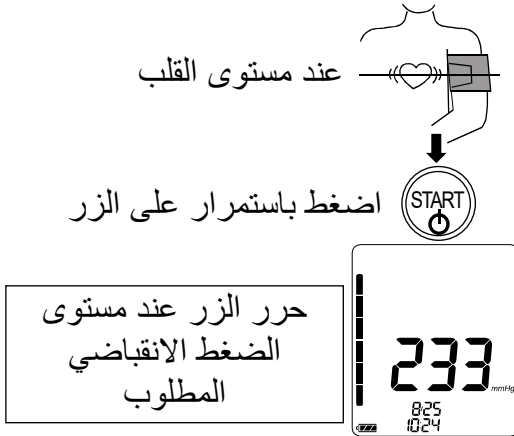 عند مستوى القلب
اضغط باستمرار على الزر
START
حرر الزر عند مستوى
الضغط الانقباضي
المطلوب
233 mmHg
8/25
10:24